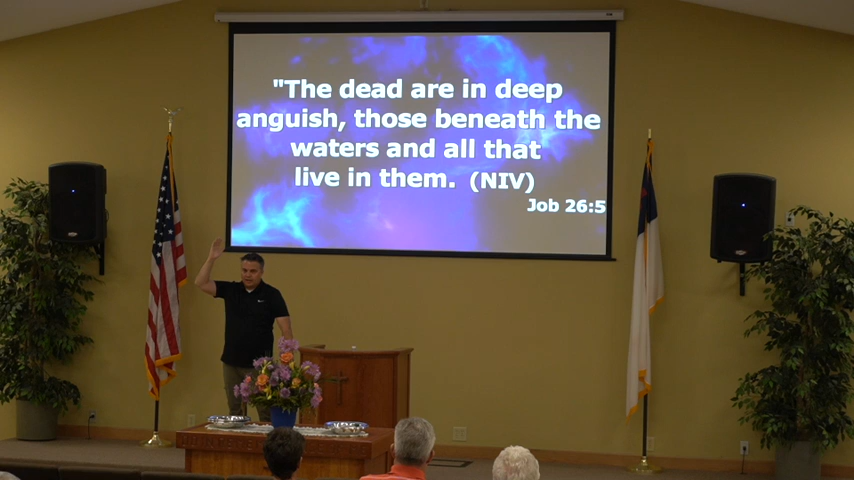 "The dead are in deep
anguish, those beneath the
waters and all that
live in them. (NIV)
Job 26:5